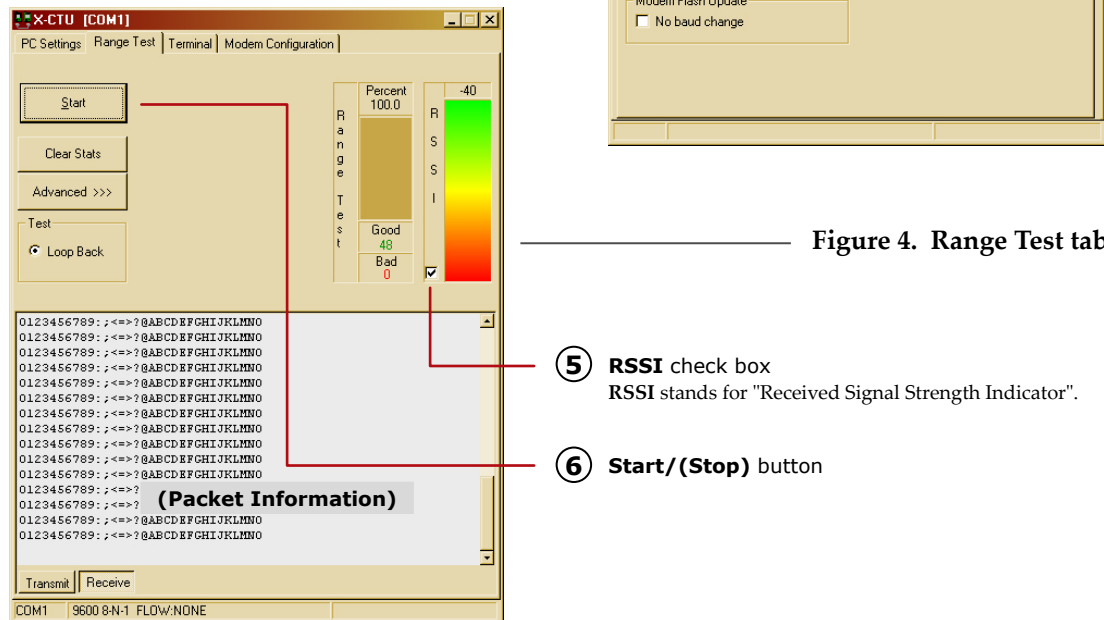 X-CTU [COM1]
PC Settings Range Test Terminal Modem Configuration
Start
Clear Stats
Advanced >>>
Test
Loop Back
Range Test
Percent
100.0
Good
48
Bad
0
RSSI
-40
0123456789:;<=>?@ABCDEFGHIJKLMNO
0123456789:;<=>?@ABCDEFGHIJKLMNO
0123456789:;<=>?@ABCDEFGHIJKLMNO
0123456789:;<=>?@ABCDEFGHIJKLMNO
0123456789:;<=>?@ABCDEFGHIJKLMNO
0123456789:;<=>?@ABCDEFGHIJKLMNO
0123456789:;<=>?@ABCDEFGHIJKLMNO
0123456789:;<=>?@ABCDEFGHIJKLMNO
0123456789:;<=>?@ABCDEFGHIJKLMNO
0123456789:;<=>?@ABCDEFGHIJKLMNO
0123456789:;<=>?
0123456789:;<=>?
(Packet Information)
0123456789:;<=>?@ABCDEFGHIJKLMNO
0123456789:;<=>?@ABCDEFGHIJKLMNO
Transmit Receive
COM1 9600 8-N-1 FLOW:NONE
Modem Flash Update
No baud change
Figure 4. Range Test tab
5 RSSI check box
RSSI stands for "Received Signal Strength Indicator".
6 Start/(Stop) button